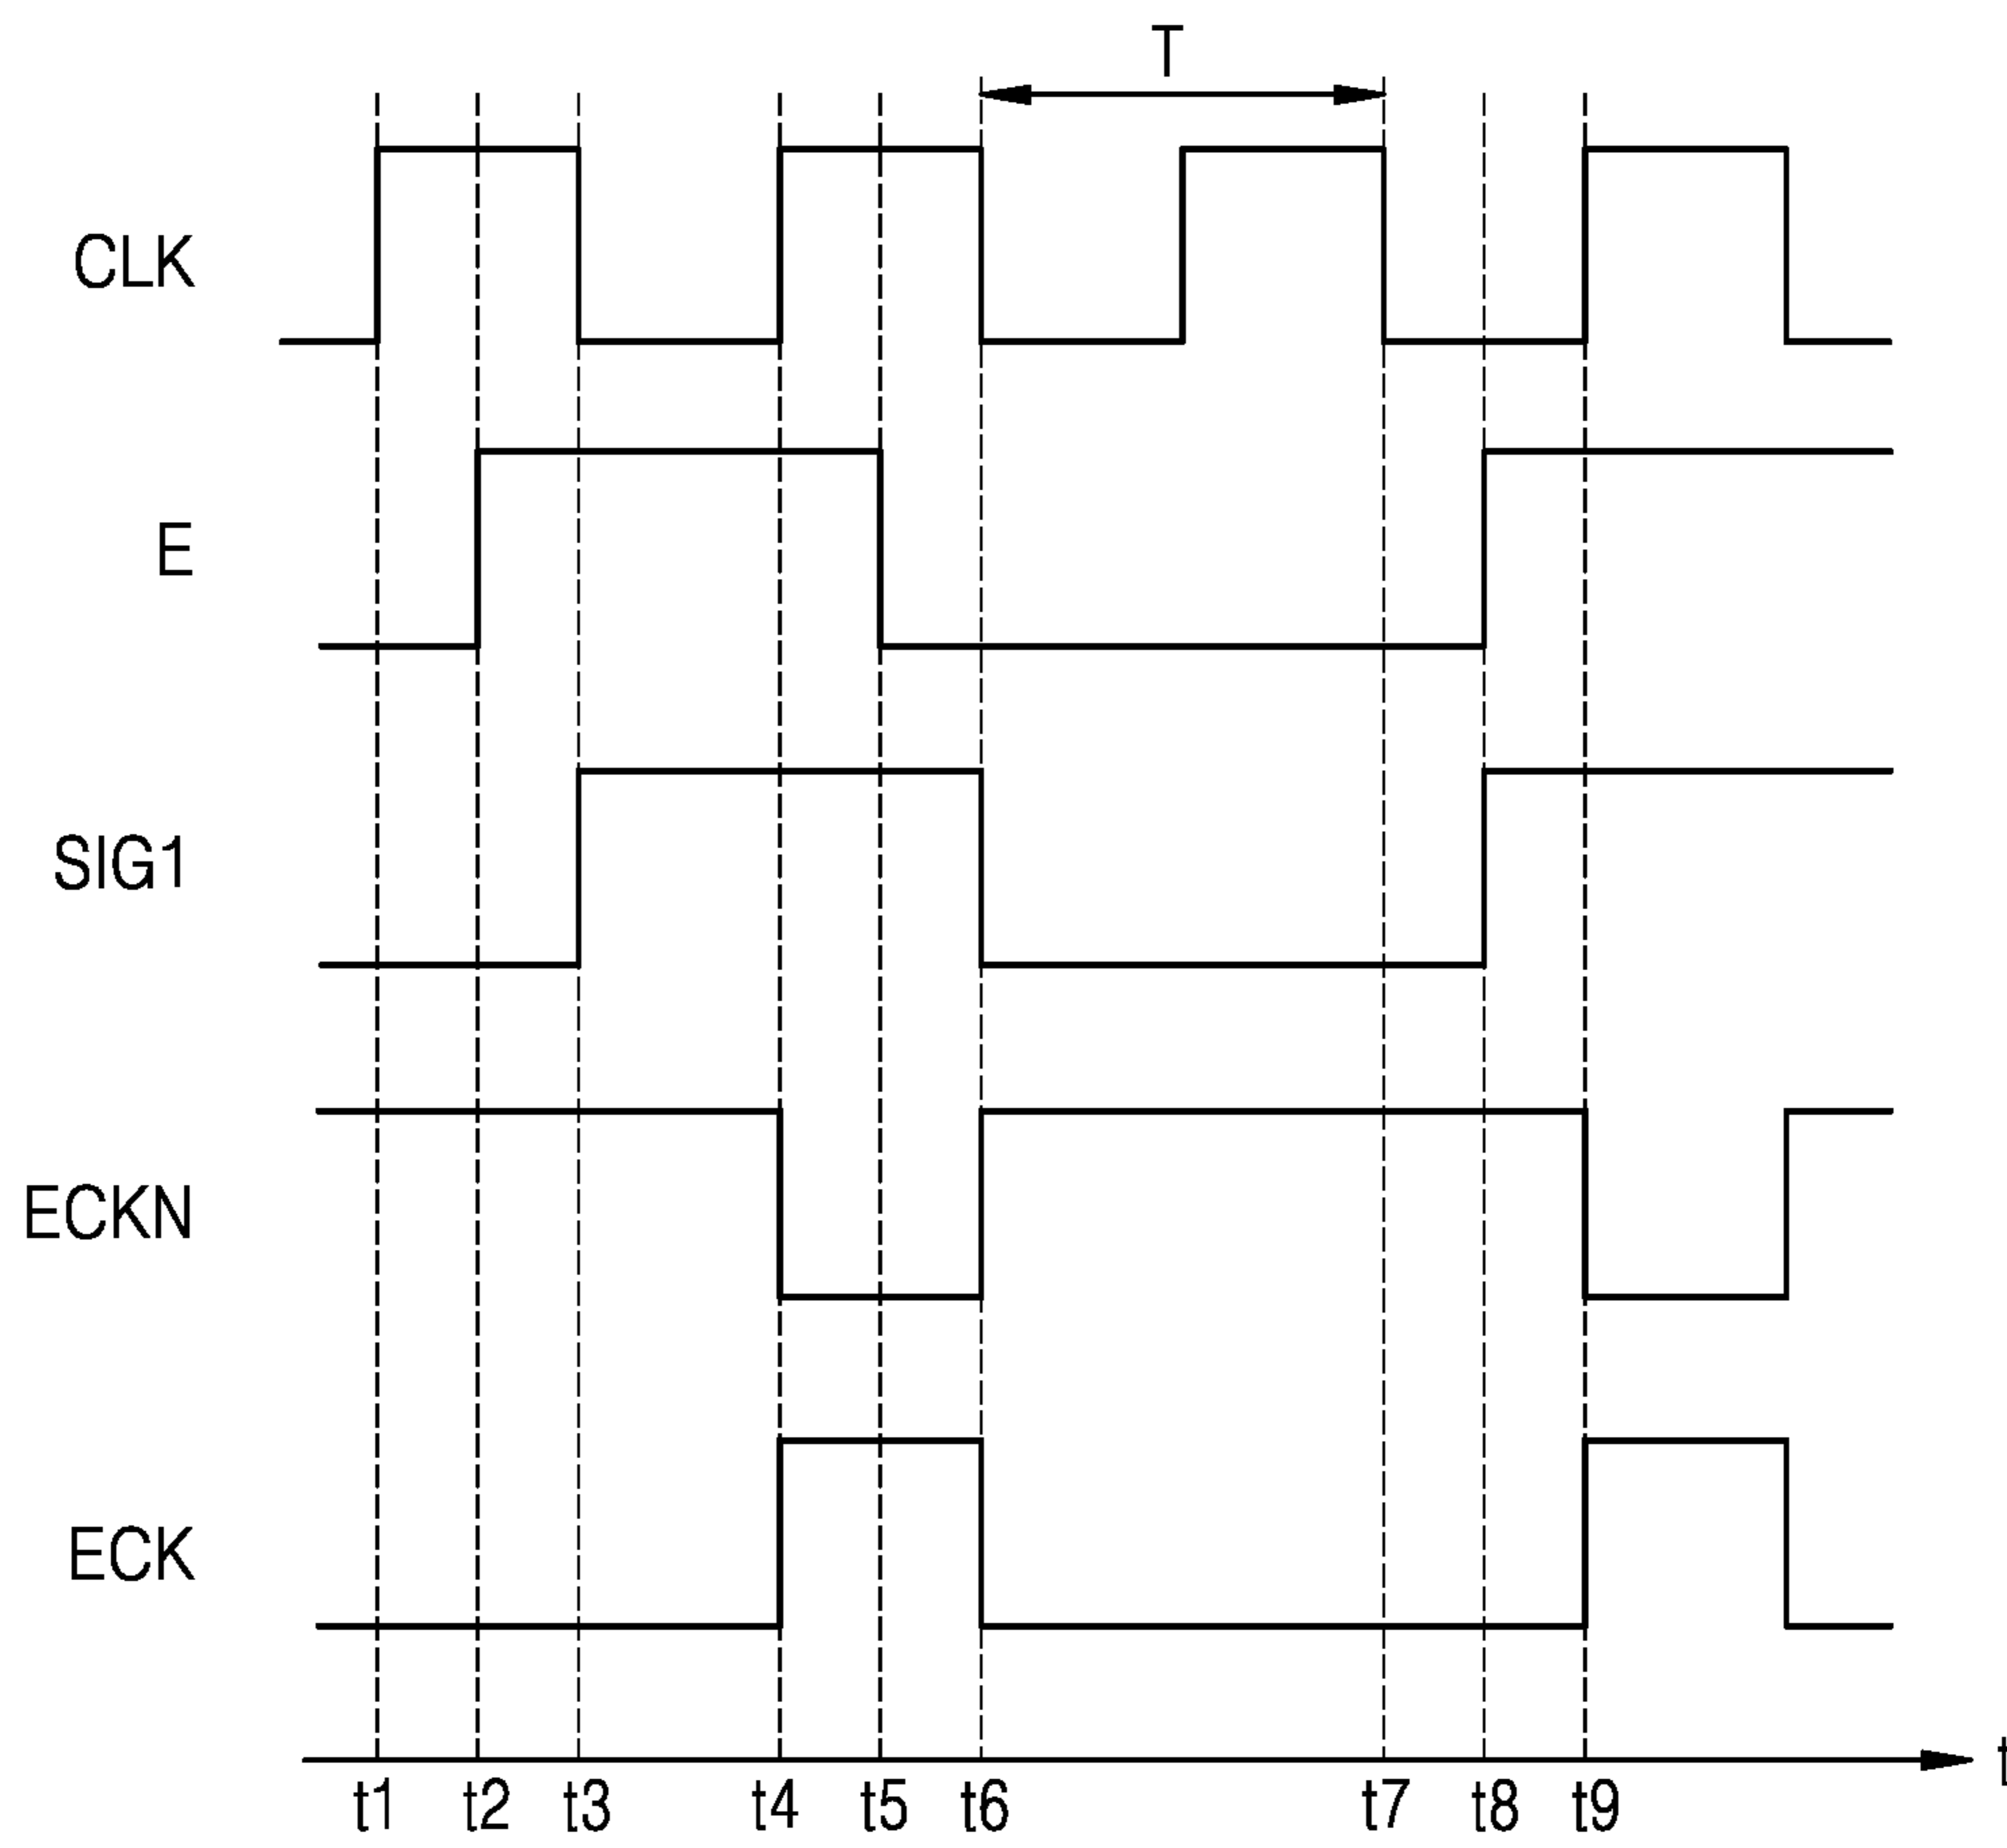 T
CLK
E
SIG1
ECKN
ECK
t
t1 t2 t3 t4 t5 t6 t7 t8 t9